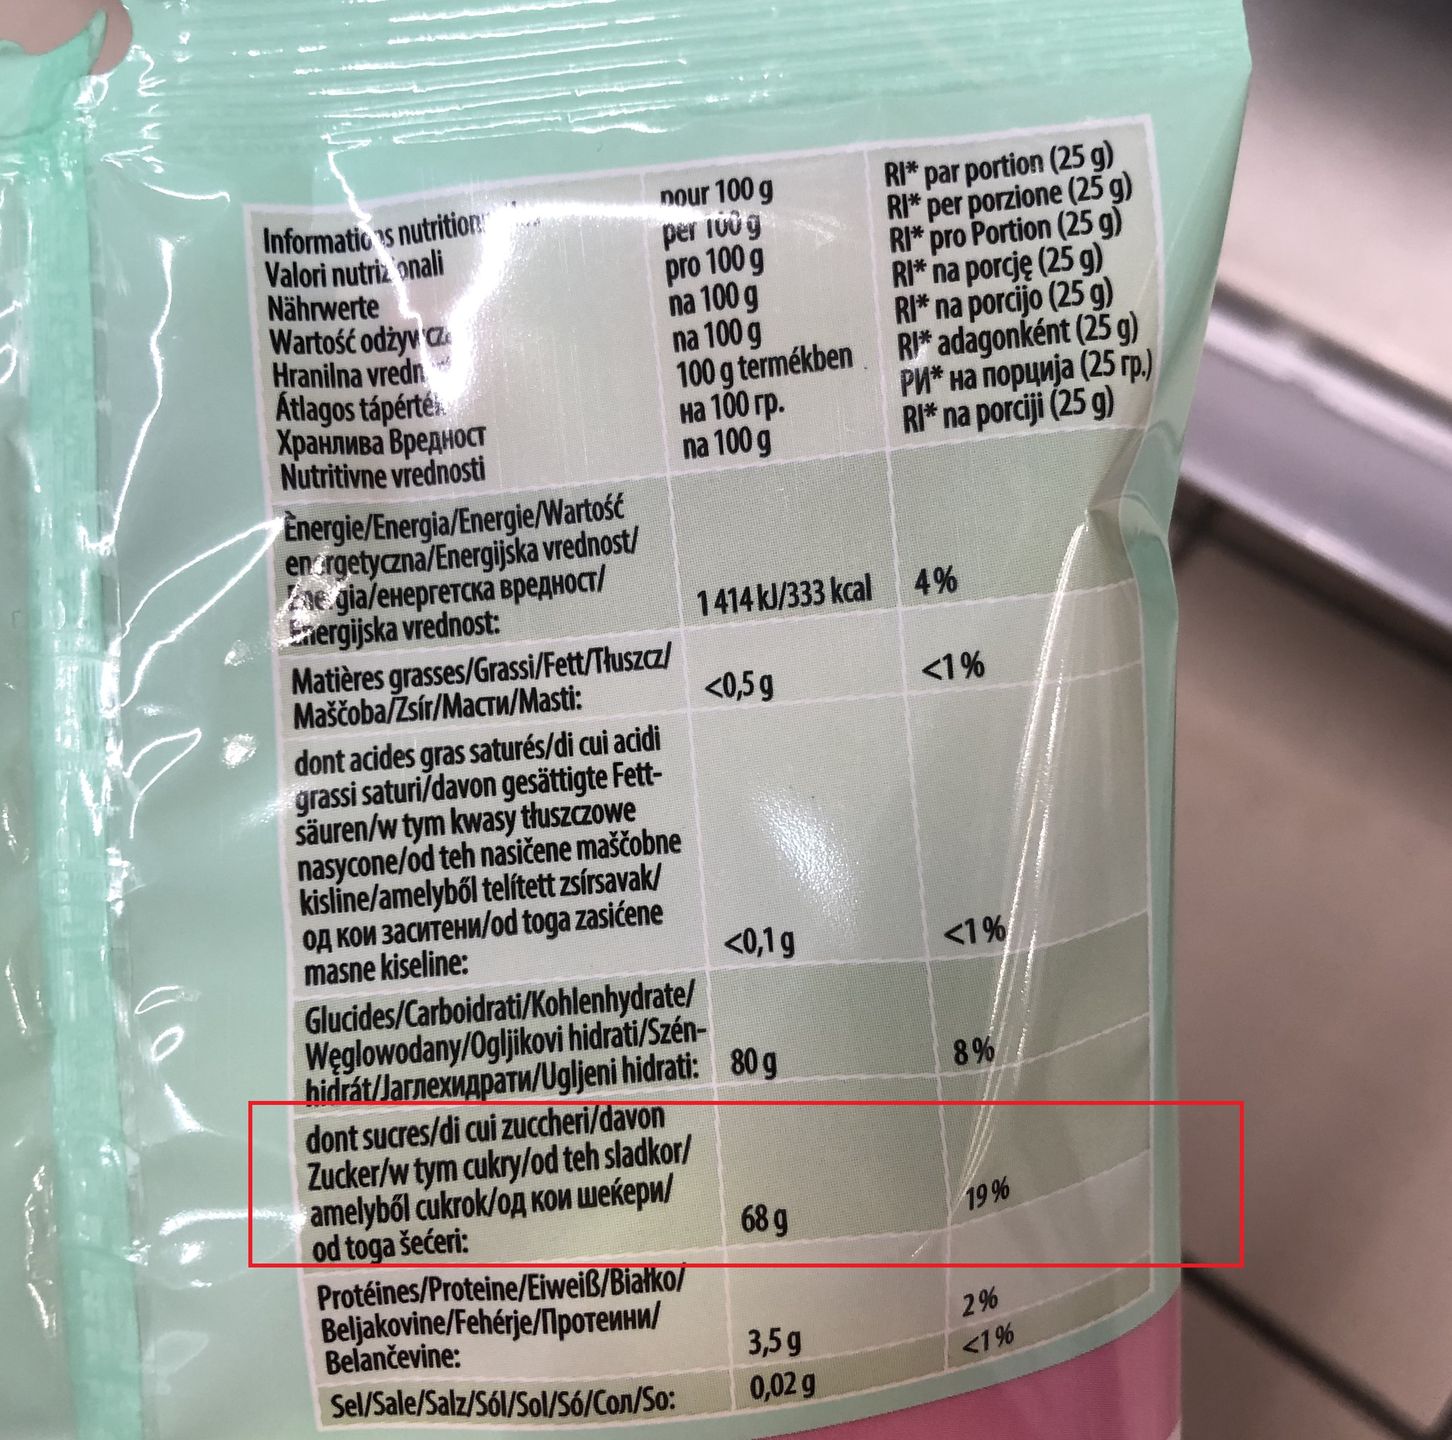 Informations nutrition
Valori nutrizionali
Nährwerte
Wartość
Hranilna
Átlagos
Хранлива Вредност
Nutritivne vrednosti
pour 100 g
per 100 g
pro 100 g
na 100 g
na 100 g
100 g termékben
на 100 гр.
na 100 g
RI* par portion (25 g)
RI* per porzione (25 g)
RI* pro Portion (25 g)
RI* na porcję (25 g)
RI* na porcijo (25 g)
RI* adagonként (25 g)
РИ* на порција (25 гр.)
RI* na porciji (25 g)
Énergie/Energia/Energie/Wartość
energetyczna/Energijska vrednost/
Energia/енергетска вредност/
Energijska vrednost:
1 414 kJ/333 kcal
4 %
Matières grasses/Grassi/Fett/Tłuszcz/
Maščoba/Zsír/Масти/Masti:
<0,5 g
<1 %
dont acides gras saturés/di cui acidi
grassi saturi/davon gesättigte Fett-
säuren/w tym kwasy tłuszczowe
nasycone/od teh nasičene maščobne
kisline/amelyből telített zsírsavak/
од кои заситени/od toga zasićene
masne kiseline:
<0,1 g
<1 %
Glucides/Carboidrati/Kohlenhydrate/
Węglowodany/Ogljikovi hidrati/Szén-
hidrát/Јаглехидрати/Ugljeni hidrati:
80 g
8 %
dont sucres/di cui zuccheri/davon
Zucker/w tym cukry/od teh sladkor/
amelyből cukrok/од кои шеќери/
od toga šećeri:
68 g
19 %
Protéines/Proteine/Eiweiß/Białko/
Beljakovine/Fehérje/Протеини/
Belančevine:
3,5 g
2 %
Sel/Sale/Salz/Sól/Sol/Só/Сол/So:
0,02 g
<1 %